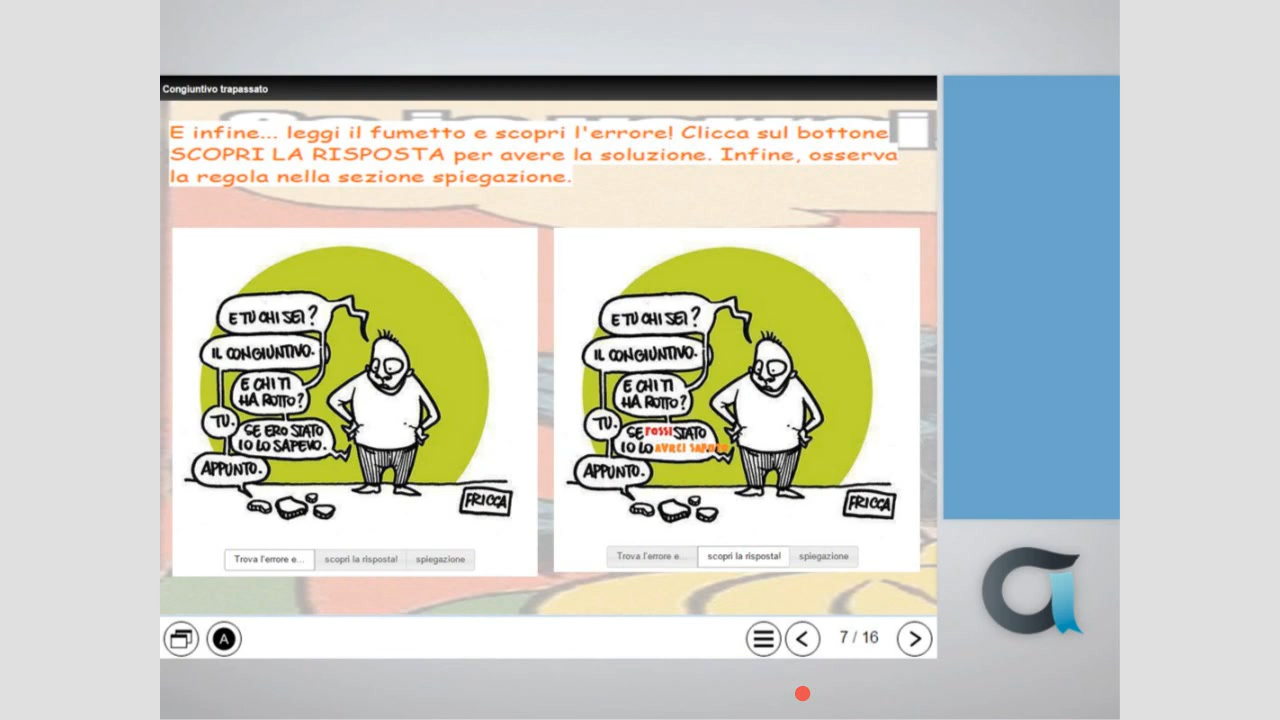 Congiuntivo trapassato
E infine... leggi il fumetto e scopri l'errore! Clicca sul bottone
SCOPRI LA RISPOSTA per avere la soluzione. Infine, osserva
la regola nella sezione spiegazione.
E TU CHI SEI?
IL CONGIUNTIVO.
E CHI TI
HA ROTTO?
TU.
SE ERO STATO
IO LO SAPEVO.
APPUNTO.
FRICCA
Trova l'errore e...
scopri la risposta!
spiegazione
E TU CHI SEI?
IL CONGIUNTIVO.
E CHI TI
HA ROTTO?
TU.
SE FOSSI STATO
IO LO AVREI SAPUTO
APPUNTO.
FRICCA
Trova l'errore e...
scopri la risposta!
spiegazione
A
7 / 16